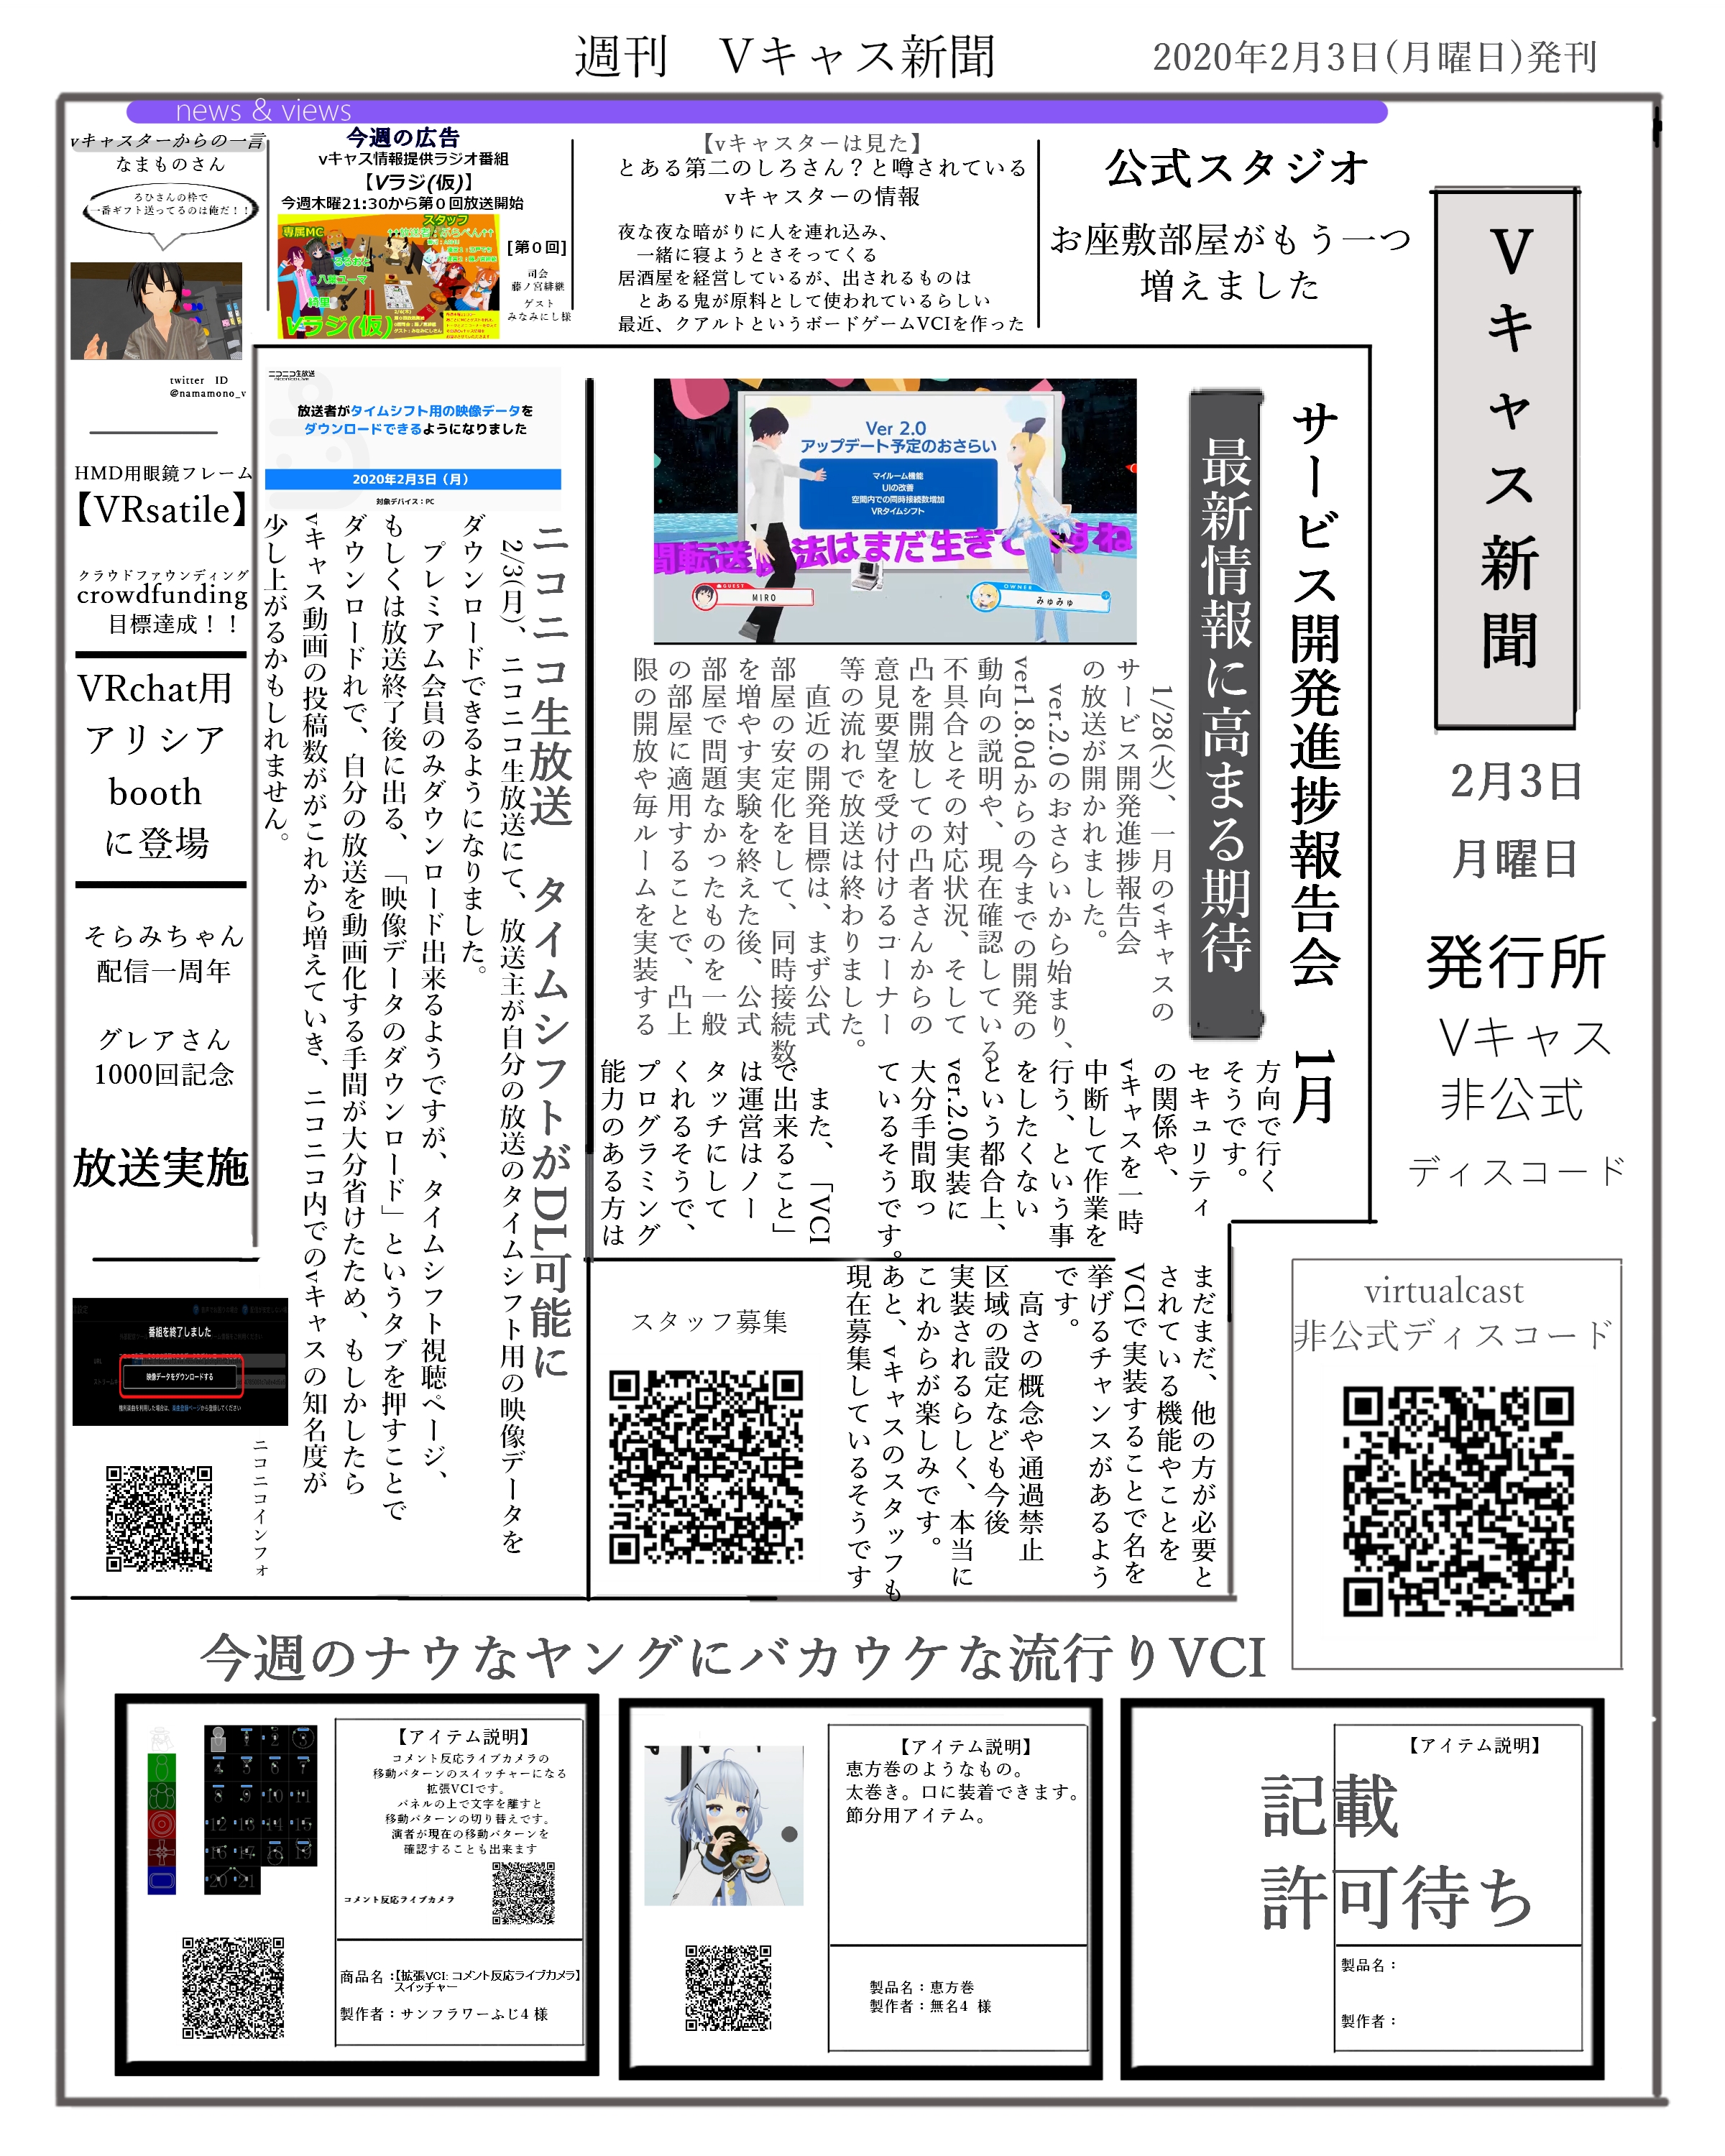 週刊　Vキャス新聞
2020年2月3日(月曜日)発刊
news & views
Vキャス新聞
2月3日
月曜日
発行所
Vキャス
非公式
ディスコード
virtualcast
非公式ディスコード
公式スタジオ
お座敷部屋がもう一つ
増えました
【vキャスターは見た】
とある第二のしろさん？と噂されている
vキャスターの情報
夜な夜な暗がりに人を連れ込み、
一緒に寝ようとさそってくる
居酒屋を経営しているが、出されるものは
とある鬼が原料として使われているらしい
最近、クアルトというボードゲームVCIを作った
今週の広告
vキャス情報提供ラジオ番組
【Vラジ(仮)】
今週木曜21:30から第０回放送開始
専属MC
スタッフ
八重ユーマ
綺里
Vラジ(仮)
[第０回]
司会
藤ノ宮緋継
ゲスト
みなみにし様
vキャスターからの一言
なまものさん
ろひさんの枠で
一番ギフト送ってるのは俺だ！！
twitter　ID
@namamono_v
HMD用眼鏡フレーム
【VRsatile】
クラウドファウンディング
crowdfunding
目標達成！！
VRchat用
アリシア
booth
に登場
そらみちゃん
配信一周年
グレアさん
1000回記念
放送実施
サービス開発進捗報告会　1月
最新情報に高まる期待
Ver 2.0
アップデート予定のおさらい
マイルーム機能
UIの改善
空間内での同時接続数増加
VRタイムシフト
間転送
法はまだ生きて
すね
GUEST
MIRO
OWNER
みゅみゅ
1/28(火)、一月のvキャスの
サービス開発進捗報告会
の放送が開かれました。
ver.2.0のおさらいから始まり、
ver1.8.0dからの今までの開発の
動向の説明や、現在確認している
不具合とその対応状況、そして
凸を開放しての凸者さんからの
意見要望を受け付けるコーナー
等の流れで放送は終わりました。
直近の開発目標は、まず公式
部屋の安定化をして、同時接続数
を増やす実験を終えた後、公式
部屋で問題なかったものを一般
の部屋に適用することで、凸上
限の開放や毎ルームを実装する
方向で行く
そうです。
セキュリティ
の関係や、
vキャスを一時
中断して作業を
行う、という事
をしたくない
という都合上、
ver.2.0実装に
大分手間取っ
ているそうです。
また、「VCI
で出来ること」
は運営はノー
タッチにして
くれるそうで、
プログラミング
能力のある方は
まだまだ、他の方が必要と
されている機能やことを
VCIで実装することで名を
挙げるチャンスがあるよう
です。
高さの概念や通過禁止
区域の設定なども今後
実装されるらしく、本当に
これからが楽しみです。
あと、vキャスのスタッフも
現在募集しているそうです
スタッフ募集
ニコニコ生放送
放送者がタイムシフト用の映像データを
ダウンロードできるようになりました
2020年2月3日（月）
対象デバイス：PC
ニコニコ生放送　タイムシフトがDL可能に
2/3(月)、ニコニコ生放送にて、放送主が自分の放送のタイムシフト用の映像データを
ダウンロードできるようになりました。
プレミアム会員のみダウンロード出来るようですが、タイムシフト視聴ページ、
もしくは放送終了後に出る、「映像データのダウンロード」というタブを押すことで
ダウンロードれで、自分の放送を動画化する手間が大分省けたため、もしかしたら
vキャス動画の投稿数ががこれから増えていき、ニコニコ内でのvキャスの知名度が
少し上がるかもしれません。
番組を終了しました
映像データをダウンロードする
権利楽曲を利用した場合は、楽曲登録ページから登録してください
ニコニコインフォ
今週のナウなヤングにバカウケな流行りVCI
【アイテム説明】
コメント反応ライブカメラの
移動パターンのスイッチャーになる
拡張VCIです。
パネルの上で文字を離すと
移動パターンの切り替えです。
演者が現在の移動パターンを
確認することも出来ます
コメント反応ライブカメラ
商品名：【拡張VCI: コメント反応ライブカメラ】
スイッチャー
製作者：サンフラワーふじ4 様
【アイテム説明】
恵方巻のようなもの。
太巻き。口に装着できます。
節分用アイテム。
製品名：恵方巻
製作者：無名4 様
【アイテム説明】
記載
許可待ち
製品名：
製作者：